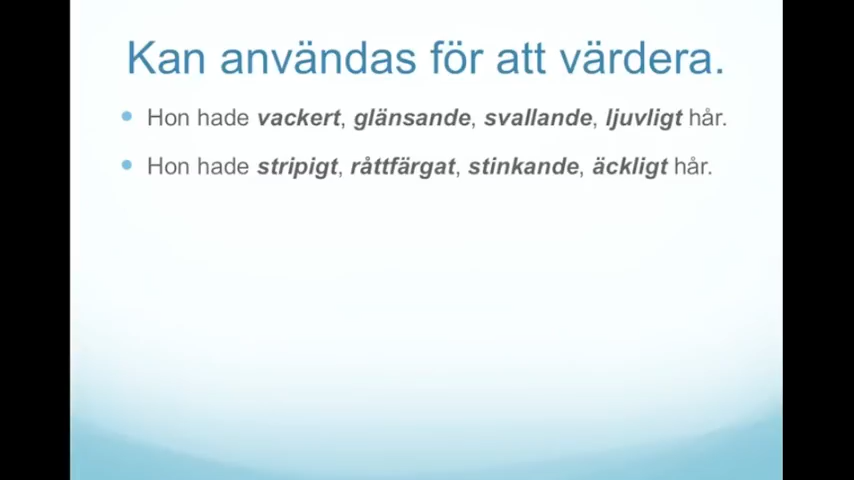 Kan användas för att värdera.
Hon hade vackert, glänsande, svallande, ljuvligt hår.
Hon hade stripigt, råttfärgat, stinkande, äckligt hår.